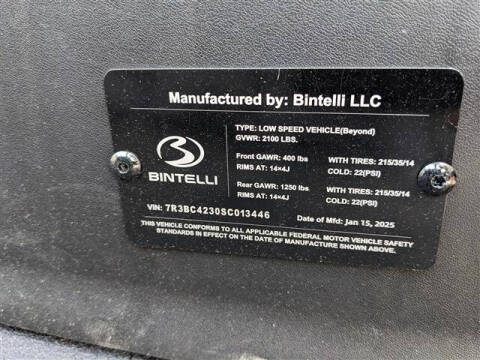 Manufactured by: Bintelli LLC
BINTELLI
TYPE: LOW SPEED VEHICLE(Beyond)
GVWR: 2100 LBS.
Front GAWR: 400 lbs WITH TIRES: 215/35/14
RIMS AT: 14×4J COLD: 22(PSI)
Rear GAWR: 1250 lbs WITH TIRES: 215/35/14
RIMS AT: 14×4J COLD: 22(PSI)
VIN: 7R3BC4230SC013446 Date of Mfd: Jan 15, 2025
THIS VEHICLE CONFORMS TO ALL APPLICABLE FEDERAL MOTOR VEHICLE SAFETY
STANDARDS IN EFFECT ON THE DATE OF MANUFACTURE SHOWN ABOVE.